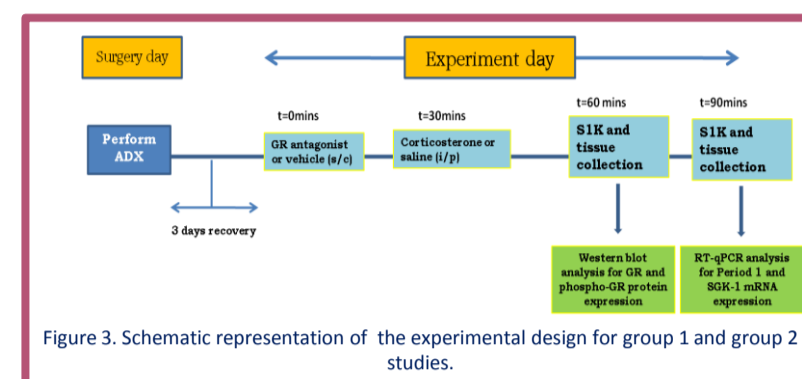 Surgery day
Experiment day
t=0mins
t=30mins
t=60 mins
t=90mins
Perform
ADX
GR antagonist
or vehicle (s/c)
Corticosterone or
saline (i/p)
S1K and
tissue
collection
S1K and
tissue
collection
3 days recovery
Western blot
analysis for GR and
phospho-GR protein
expression
RT-qPCR analysis
for Period 1 and
SGK-1 mRNA
expression
Figure 3. Schematic representation of the experimental design for group 1 and group 2
studies.